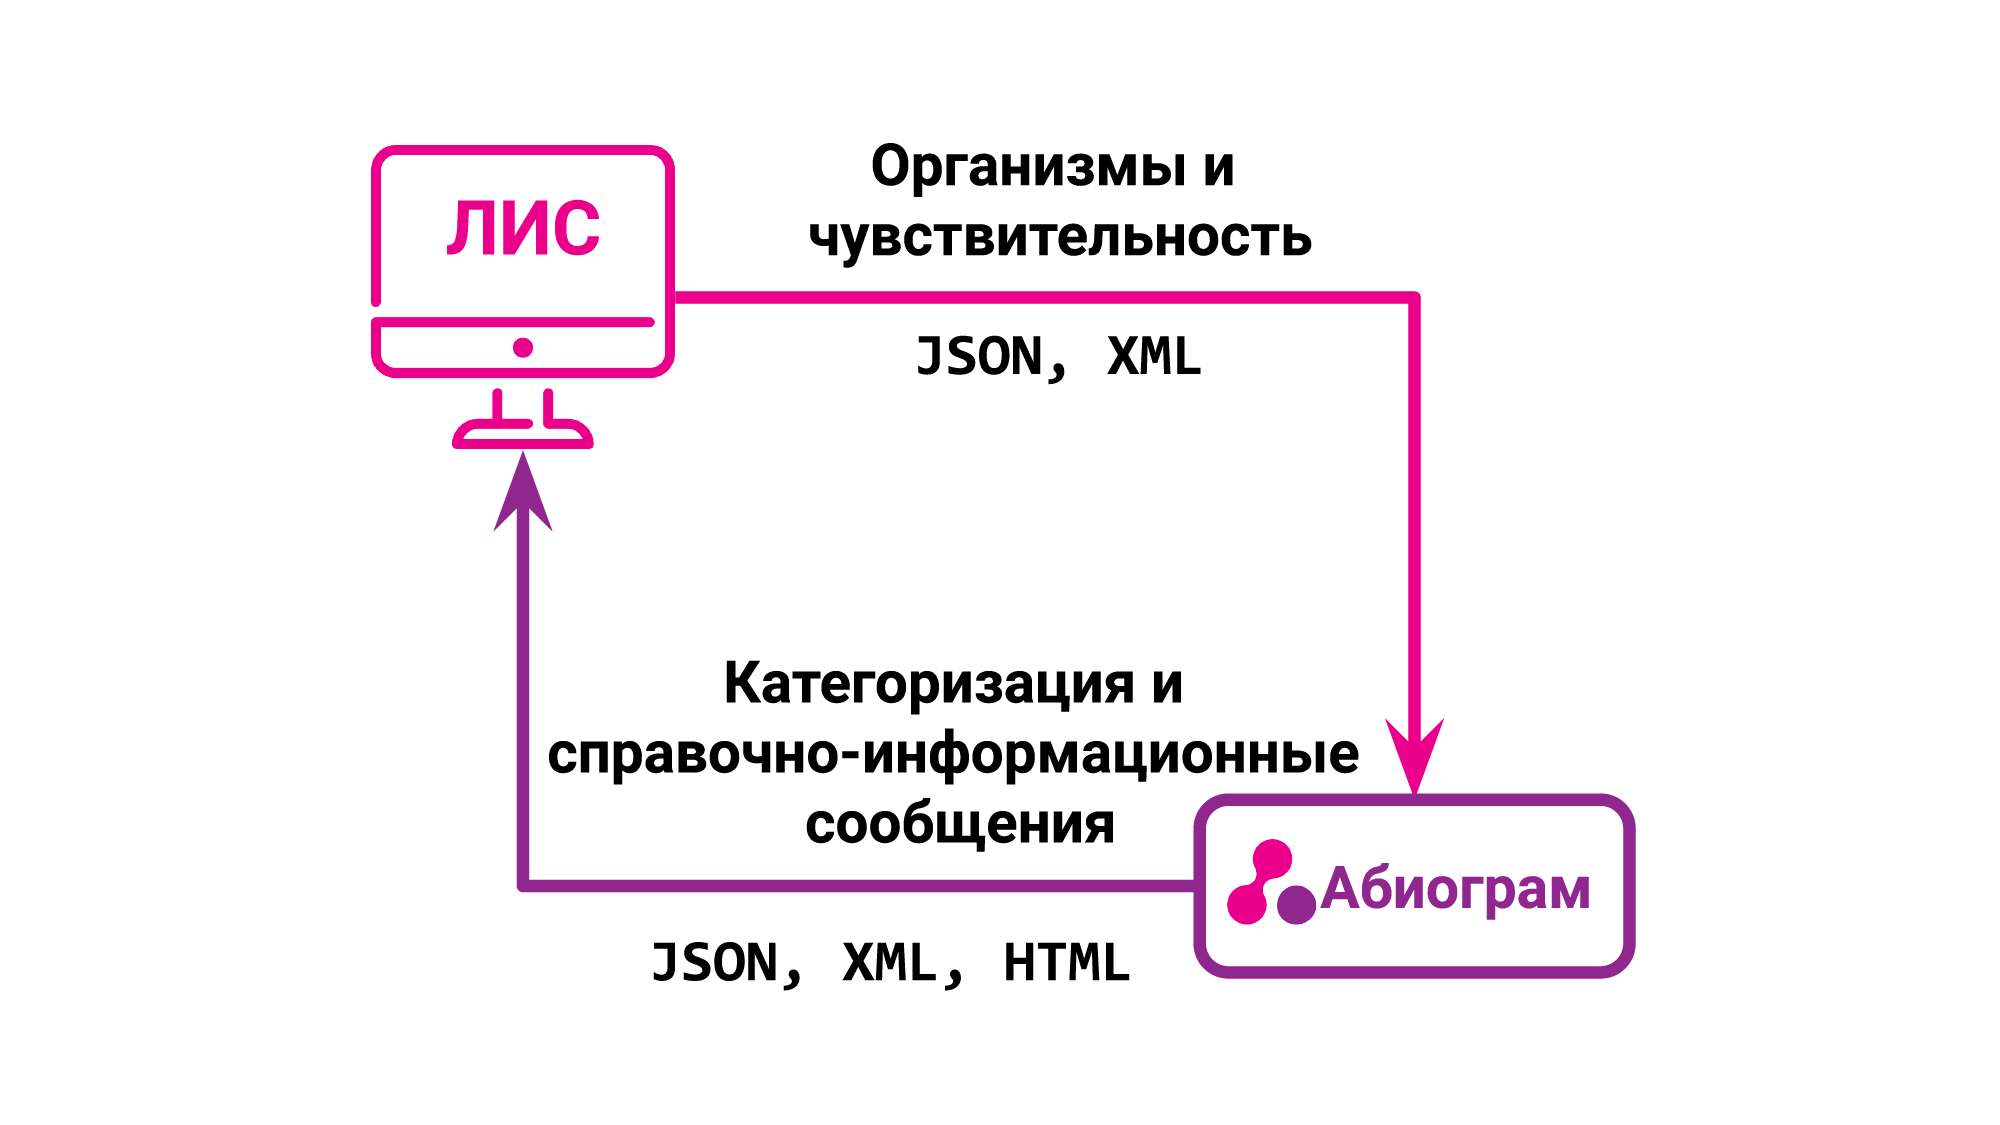 ЛИС
Организмы и
чувствительность
JSON, XML
Категоризация и
справочно-информационные
сообщения
Абиограм
JSON, XML, HTML